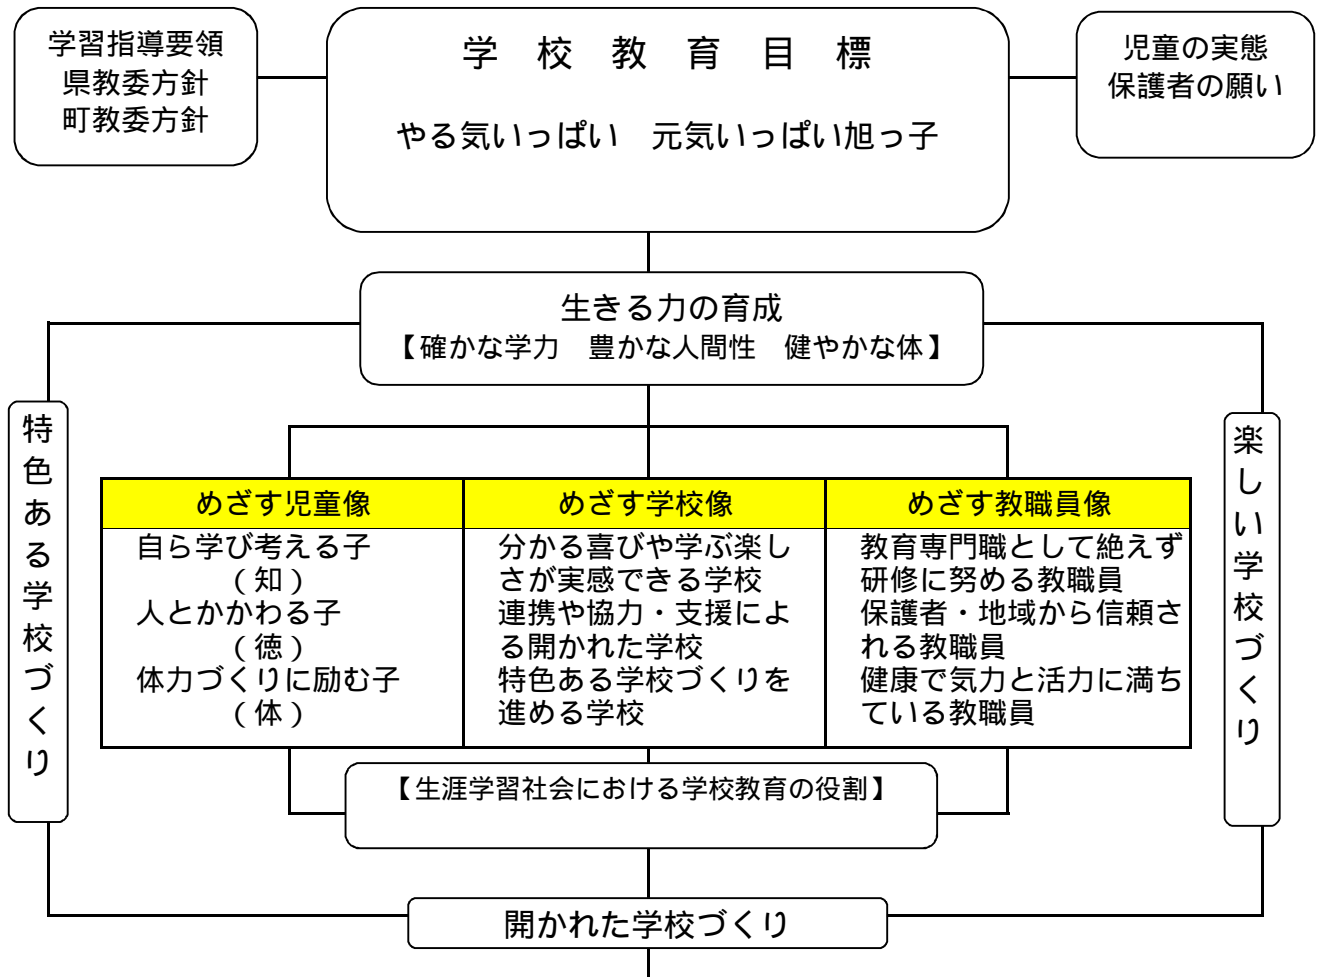 学習指導要領
県教委方針
町教委方針
学 校 教 育 目 標
やる気いっぱい 元気いっぱい旭っ子
児童の実態
保護者の願い
生きる力の育成
【確かな学力 豊かな人間性 健やかな体】
特色ある学校づくり
楽しい学校づくり
めざす児童像
自ら学び考える子
(知)
人とかかわる子
(徳)
体力づくりに励む子
(体)
めざす学校像
分かる喜びや学ぶ楽し
さが実感できる学校
連携や協力・支援によ
る開かれた学校
特色ある学校づくりを
進める学校
めざす教職員像
教育専門職として絶えず
研修に努める教職員
保護者・地域から信頼さ
れる教職員
健康で気力と活力に満ち
ている教職員
【生涯学習社会における学校教育の役割】
開かれた学校づくり